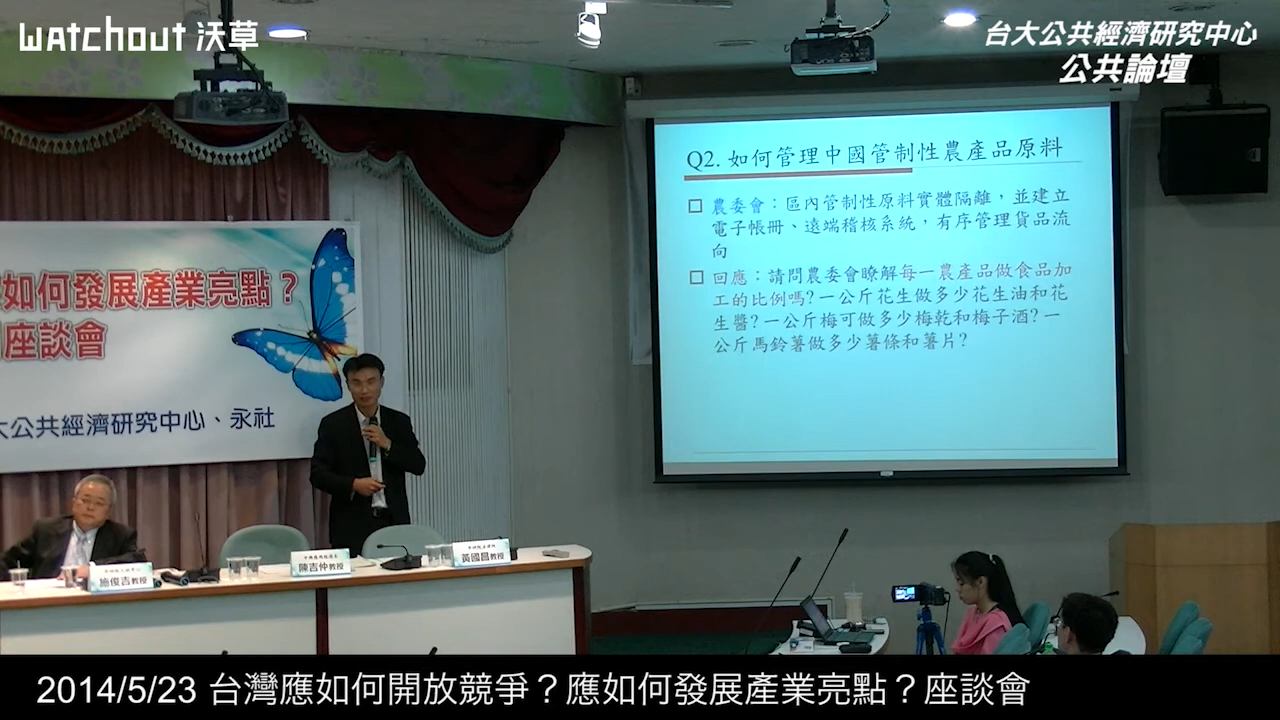 WATCHOUT 沃草
台大公共經濟研究中心
公共論壇
Q2. 如何管理中國管制性農產品原料
農委會：區內管制性原料實體隔離，並建立
電子帳冊、遠端稽核系統，有序管理貨品流
向
回應：請問農委會瞭解每一農產品做食品加
工的比例嗎？一公斤花生做多少花生油和花
生醬？一公斤梅可做多少梅乾和梅子酒？一
公斤馬鈴薯做多少薯條和薯片？
如何發展產業亮點？
座談會
大公共經濟研究中心、永社
施俊吉教授
陳吉仲教授
黃國昌教授
2014/5/23 台灣應如何開放競爭？應如何發展產業亮點？座談會